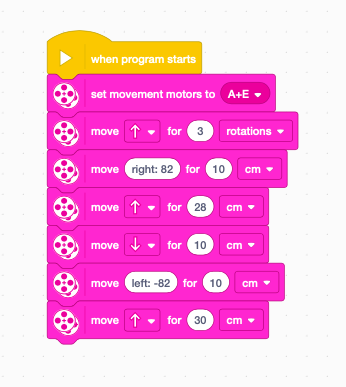 when program starts
set movement motors to A+E
move ↑ for 3 rotations
move right: 82 for 10 cm
move ↑ for 28 cm
move ↓ for 10 cm
move left: -82 for 10 cm
move ↑ for 30 cm